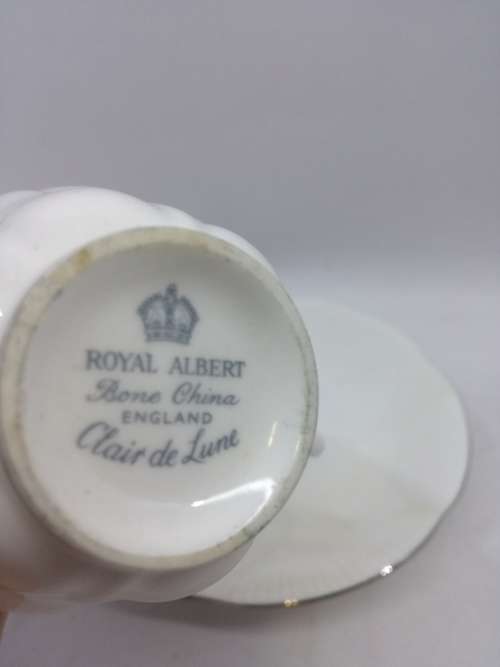 ROYAL ALBERT
Bone China
ENGLAND
Clair de Lune